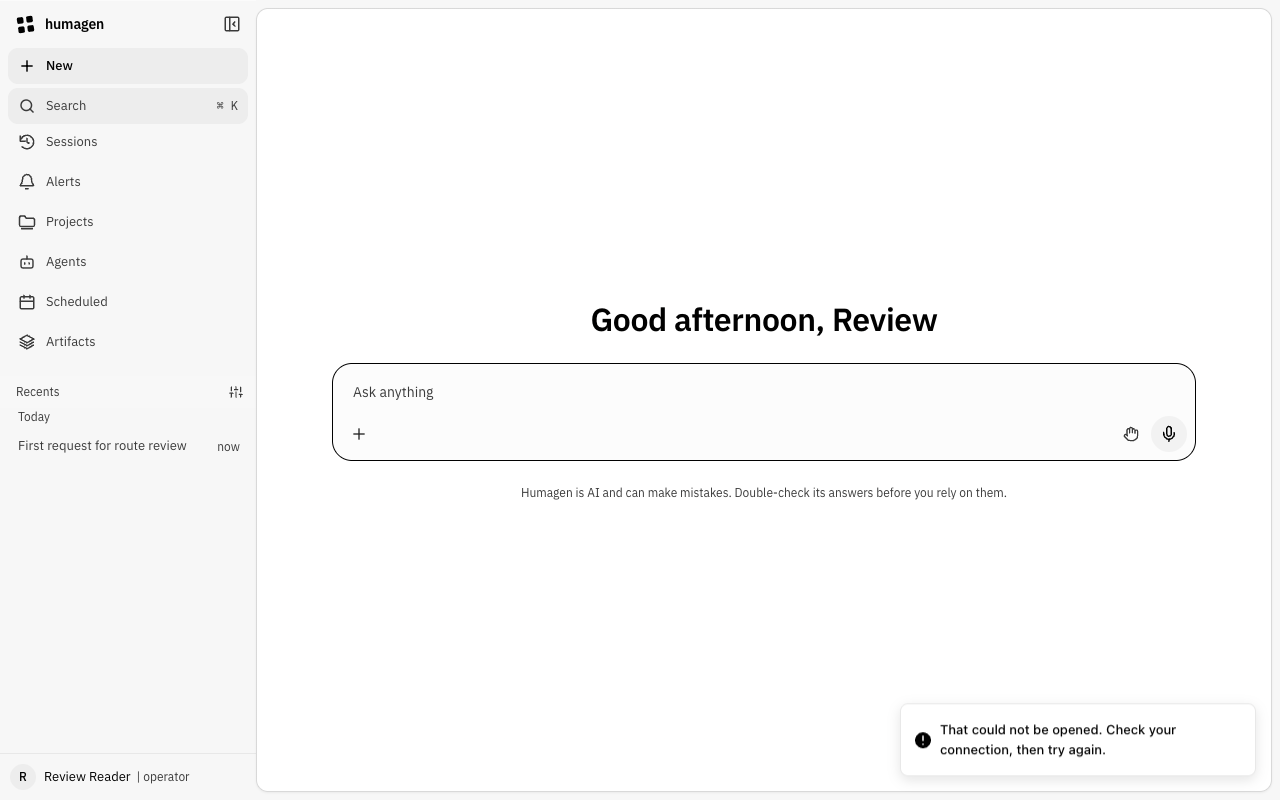 humagen
New
Search ⌘ K
Sessions
Alerts
Projects
Agents
Scheduled
Artifacts
Recents
Today
First request for route review now
R Review Reader | operator
Good afternoon, Review
Ask anything
Humagen is AI and can make mistakes. Double-check its answers before you rely on them.
That could not be opened. Check your
connection, then try again.